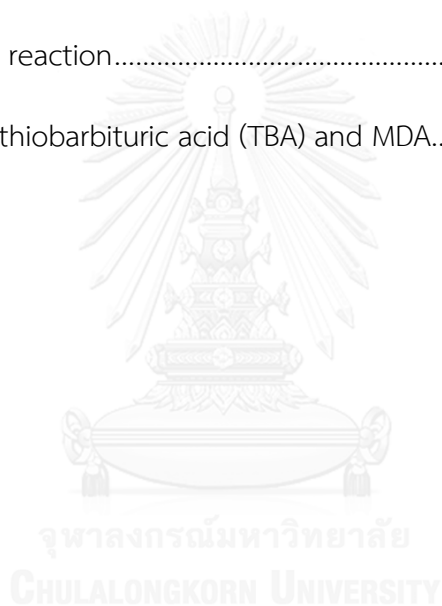 reaction..............................................
thiobarbituric acid (TBA) and MDA..
จุฬาลงกรณ์มหาวิทยาลัย
CHULALONGKORN UNIVERSITY